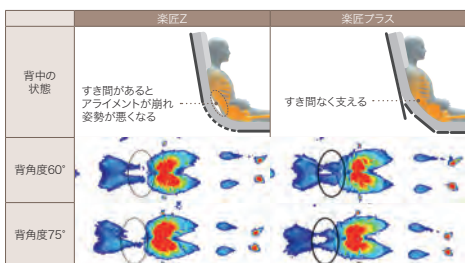 楽匠Z
楽匠プラス
背中の
状態
すき間があると
アライメントが崩れ
姿勢が悪くなる
すき間なく支える
背角度60°
背角度75°